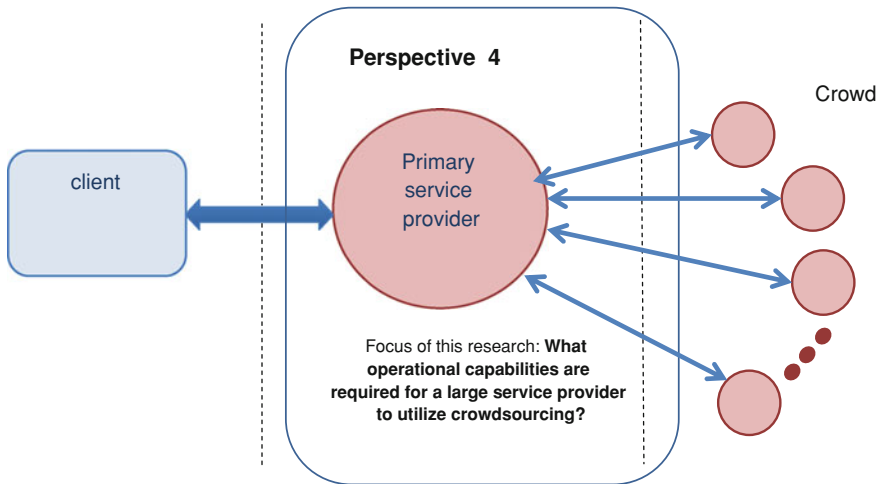 Perspective 4
Crowd
client
Primary
service
provider
Focus of this research: What
operational capabilities are
required for a large service provider
to utilize crowdsourcing?